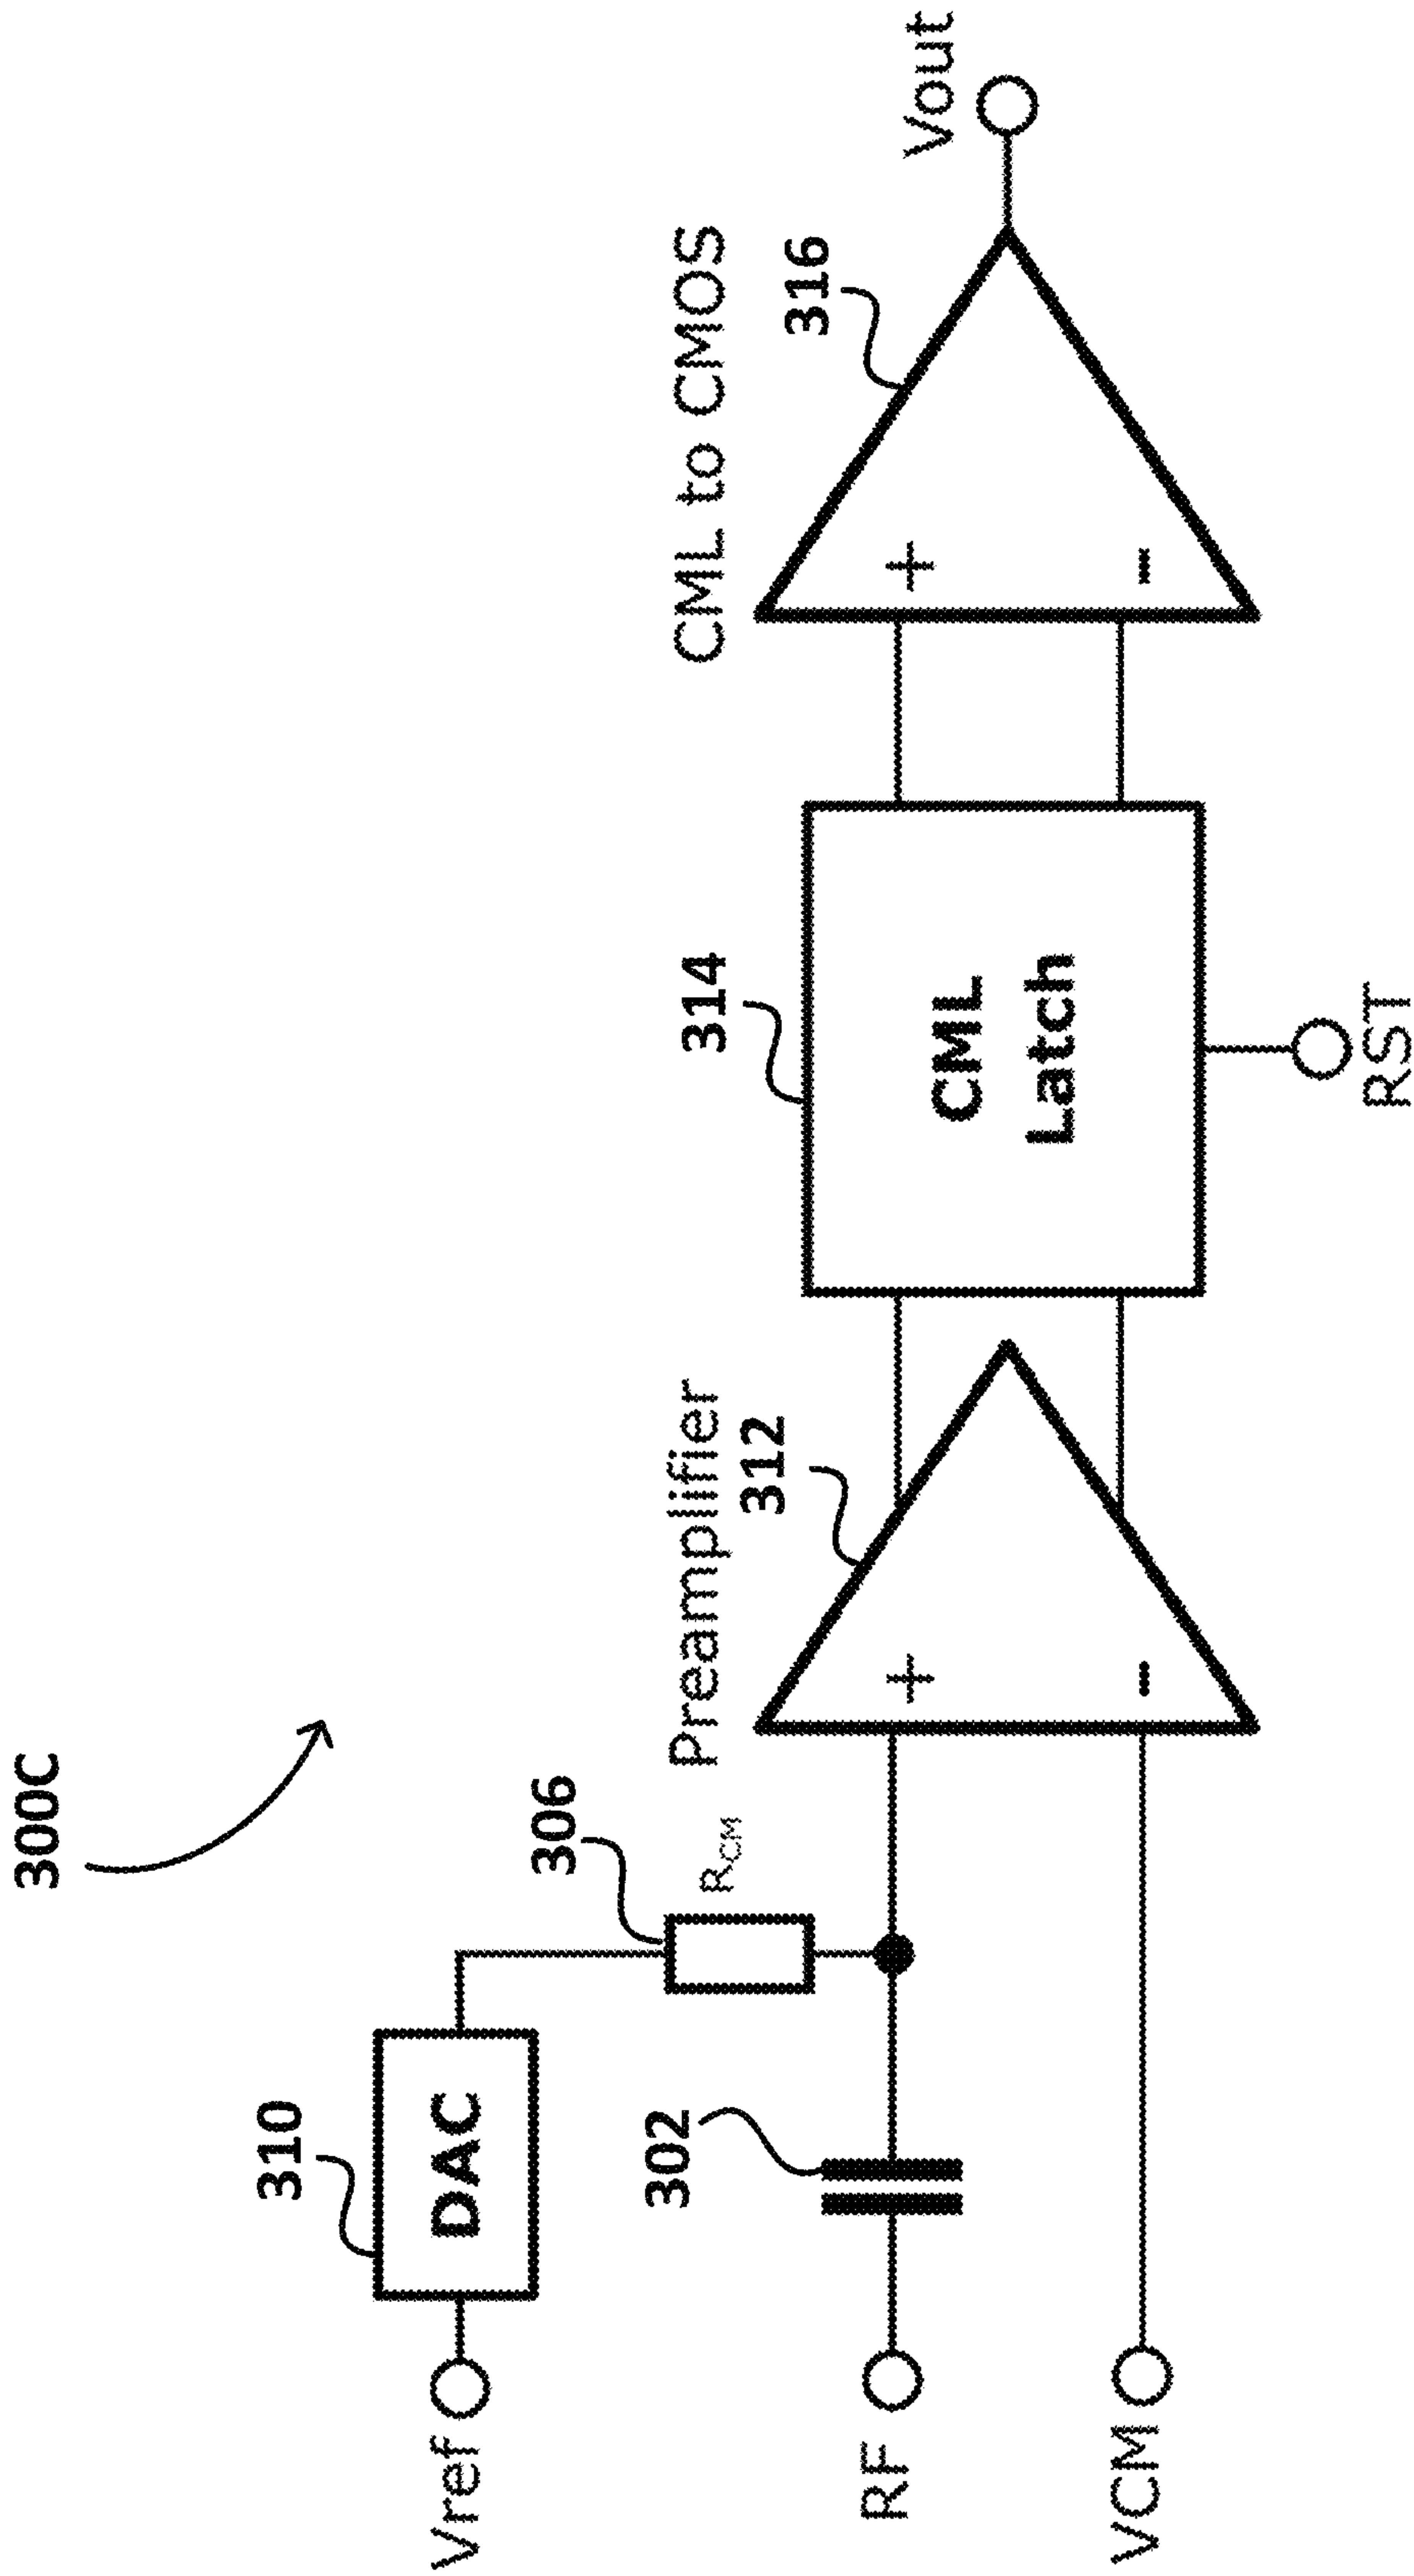 300C
310
DAC
Vref
306
R_CM
302
RF
VCM
Preamplifier
312
+
-
314
CML
Latch
RST
CML to CMOS
316
+
-
Vout